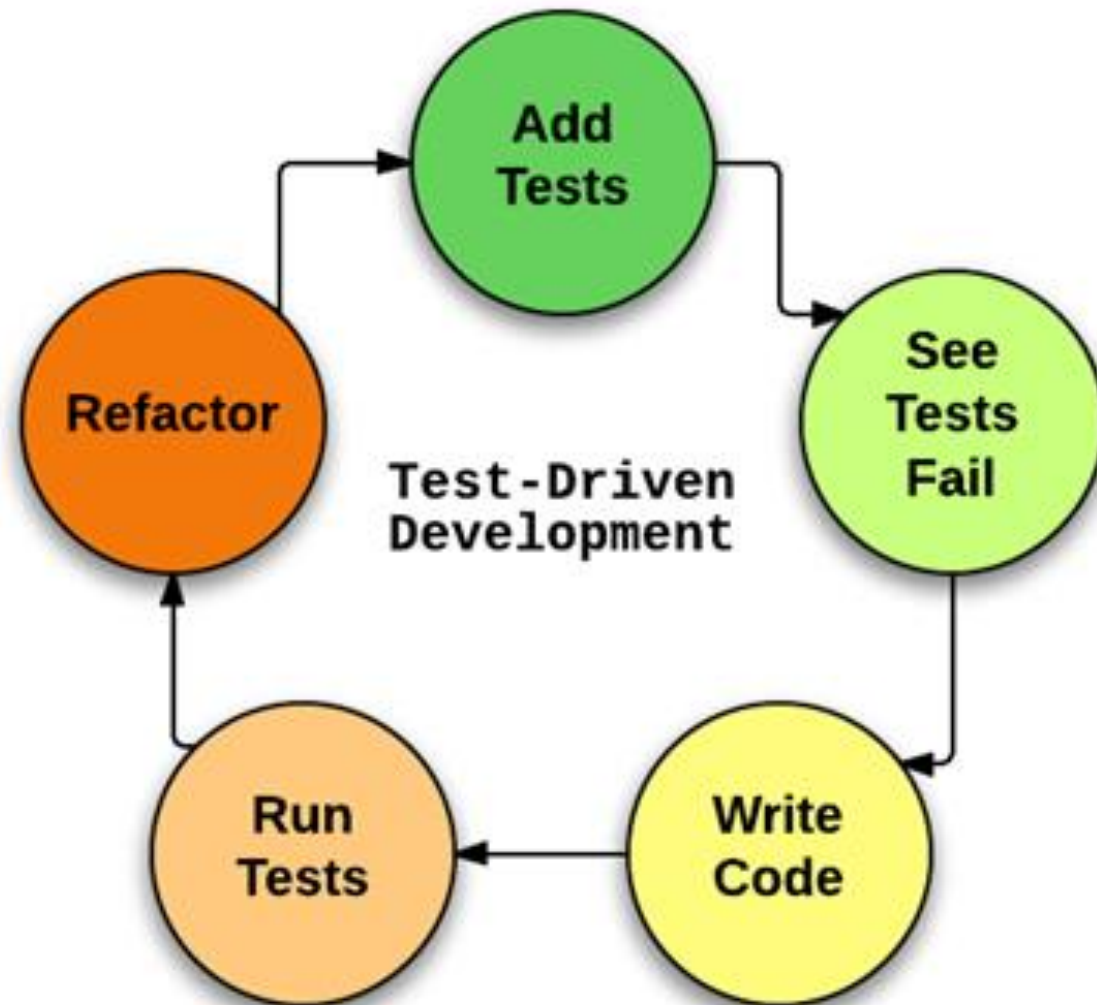 Add
Tests
See
Tests
Fail
Write
Code
Run
Tests
Refactor
Test-Driven
Development